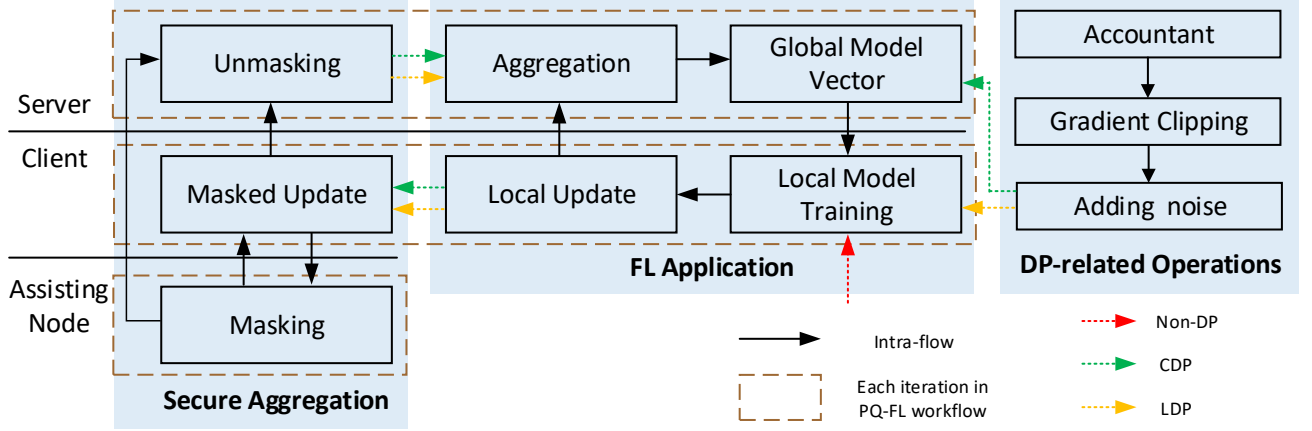 Server
Client
Assisting
Node
Unmasking
Aggregation
Global Model
Vector
Accountant
Gradient Clipping
Adding noise
Masked Update
Local Update
Local Model
Training
Masking
FL Application
DP-related Operations
Secure Aggregation
Intra-flow
Each iteration in
PQ-FL workflow
Non-DP
CDP
LDP